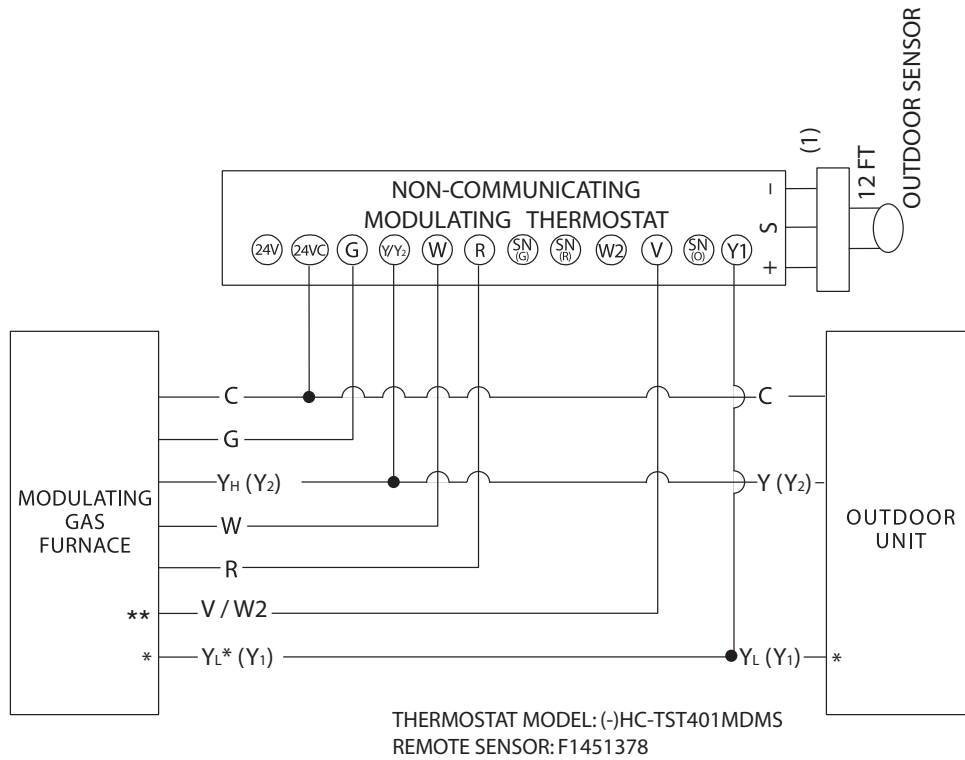 OUTDOOR SENSOR
(1)
12 FT
NON-COMMUNICATING
MODULATING THERMOSTAT
– S +
24V 24VC G Y/Y2 W R SN (G) SN (R) W2 V SN (O) Y1
C
C
G
YH (Y2)
Y (Y2)
MODULATING
GAS
FURNACE
W
OUTDOOR
UNIT
R
** V / W2
* YL* (Y1)
YL (Y1) *
THERMOSTAT MODEL: (-)HC-TST401MDMS
REMOTE SENSOR: F1451378